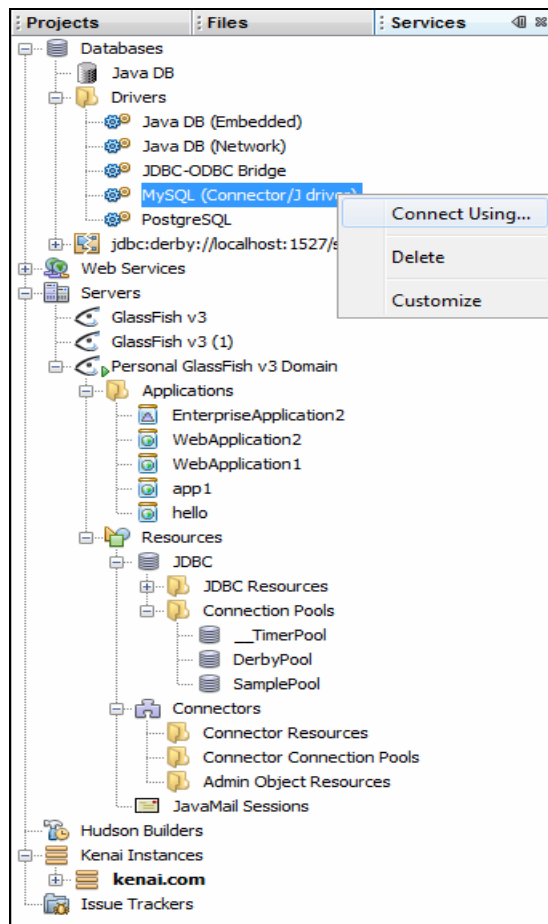 Projects Files Services
Databases
Java DB
Drivers
Java DB (Embedded)
Java DB (Network)
JDBC-ODBC Bridge
MySQL (Connector/J driver)
Connect Using...
PostgreSQL
jdbc:derby://localhost:1527/s
Delete
Web Services
Servers
Customize
GlassFish v3
GlassFish v3 (1)
Personal GlassFish v3 Domain
Applications
EnterpriseApplication2
WebApplication2
WebApplication1
app1
hello
Resources
JDBC
JDBC Resources
Connection Pools
__TimerPool
DerbyPool
SamplePool
Connectors
Connector Resources
Connector Connection Pools
Admin Object Resources
JavaMail Sessions
Hudson Builders
Kenai Instances
kenai.com
Issue Trackers